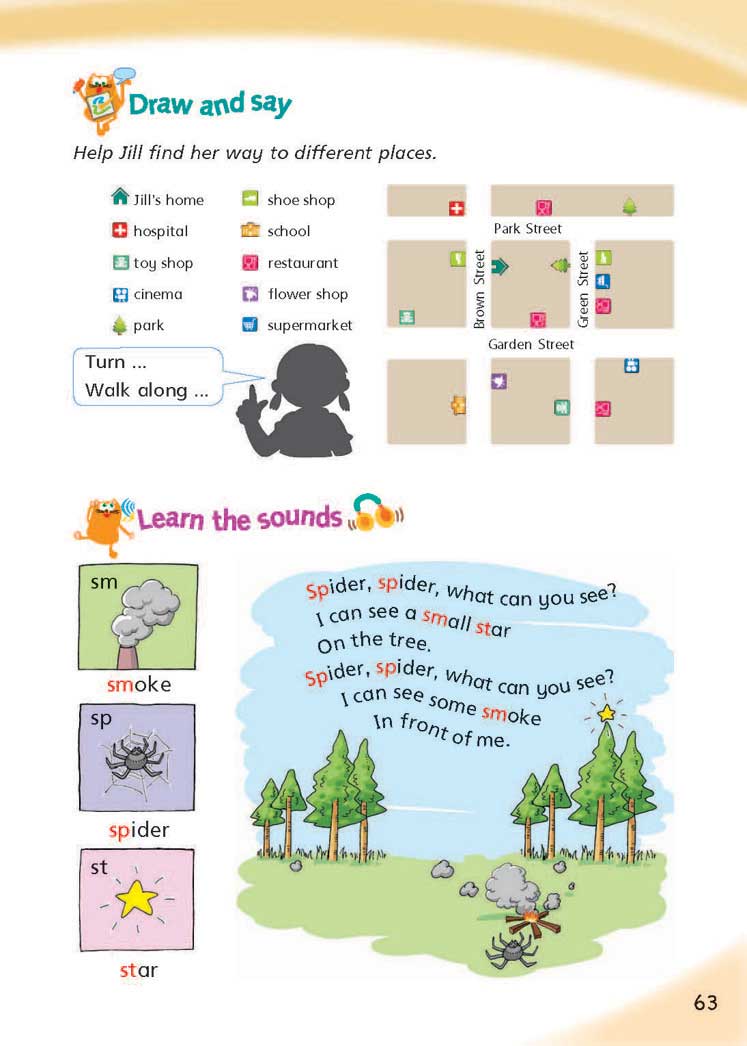 Draw and say
Help Jill find her way to different places.
Jill's home
shoe shop
hospital
school
toy shop
restaurant
cinema
flower shop
park
supermarket
Park Street
Brown Street
Green Street
Garden Street
Turn ...
Walk along ...
Learn the sounds
sm
smoke
sp
spider
st
star
Spider, spider, what can you see?
I can see a small star
On the tree.
Spider, spider, what can you see?
I can see some smoke
In front of me.
63